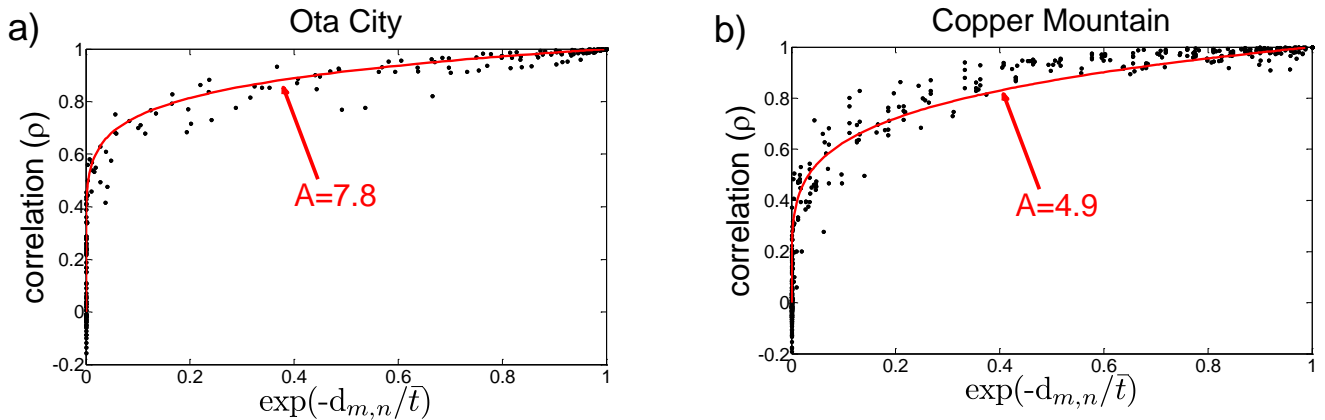 a)
Ota City
correlation (ρ)
1
0.8
0.6
0.4
0.2
0
-0.2
A=7.8
0 0.2 0.4 0.6 0.8 1
exp(-d_{m,n}/t̄)
b)
Copper Mountain
correlation (ρ)
1
0.8
0.6
0.4
0.2
0
-0.2
A=4.9
0 0.2 0.4 0.6 0.8 1
exp(-d_{m,n}/t̄)